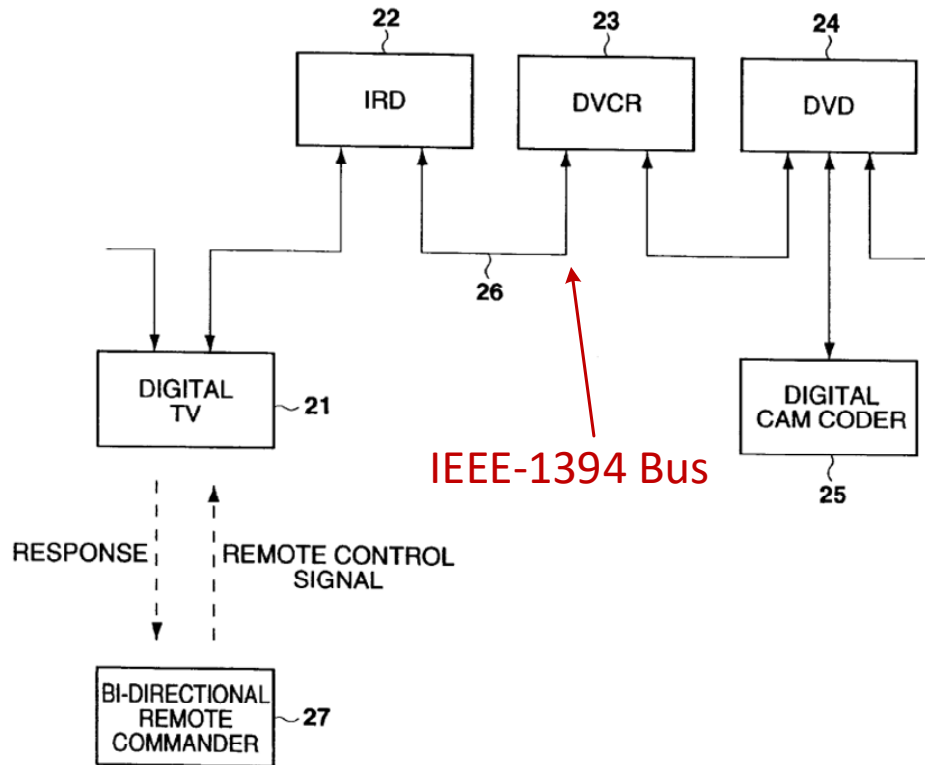 22
23
24
IRD
DVCR
DVD
26
DIGITAL
TV
21
IEEE-1394 Bus
DIGITAL
CAM CODER
25
RESPONSE
REMOTE CONTROL
SIGNAL
BI-DIRECTIONAL
REMOTE
COMMANDER
27